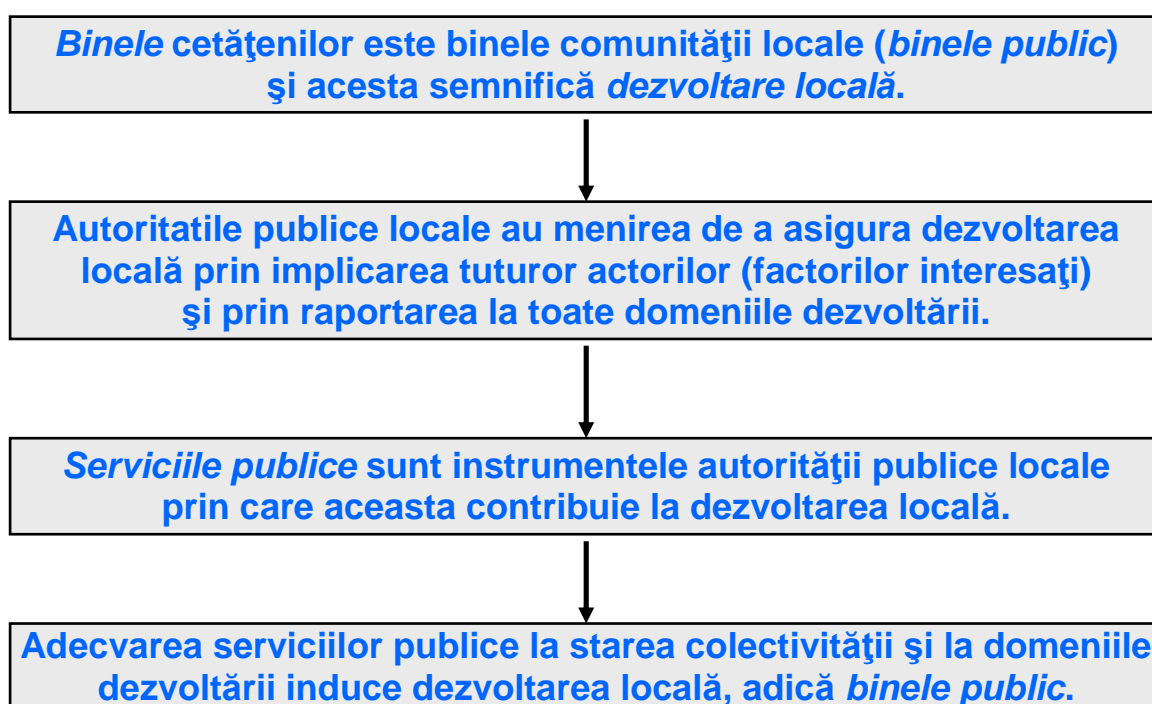 Binele cetăţenilor este binele comunităţii locale (binele public)
şi acesta semnifică dezvoltare locală.
Autoritatile publice locale au menirea de a asigura dezvoltarea
locală prin implicarea tuturor actorilor (factorilor interesaţi)
şi prin raportarea la toate domeniile dezvoltării.
Serviciile publice sunt instrumentele autorităţii publice locale
prin care aceasta contribuie la dezvoltarea locală.
Adecvarea serviciilor publice la starea colectivităţii şi la domeniile
dezvoltării induce dezvoltarea locală, adică binele public.